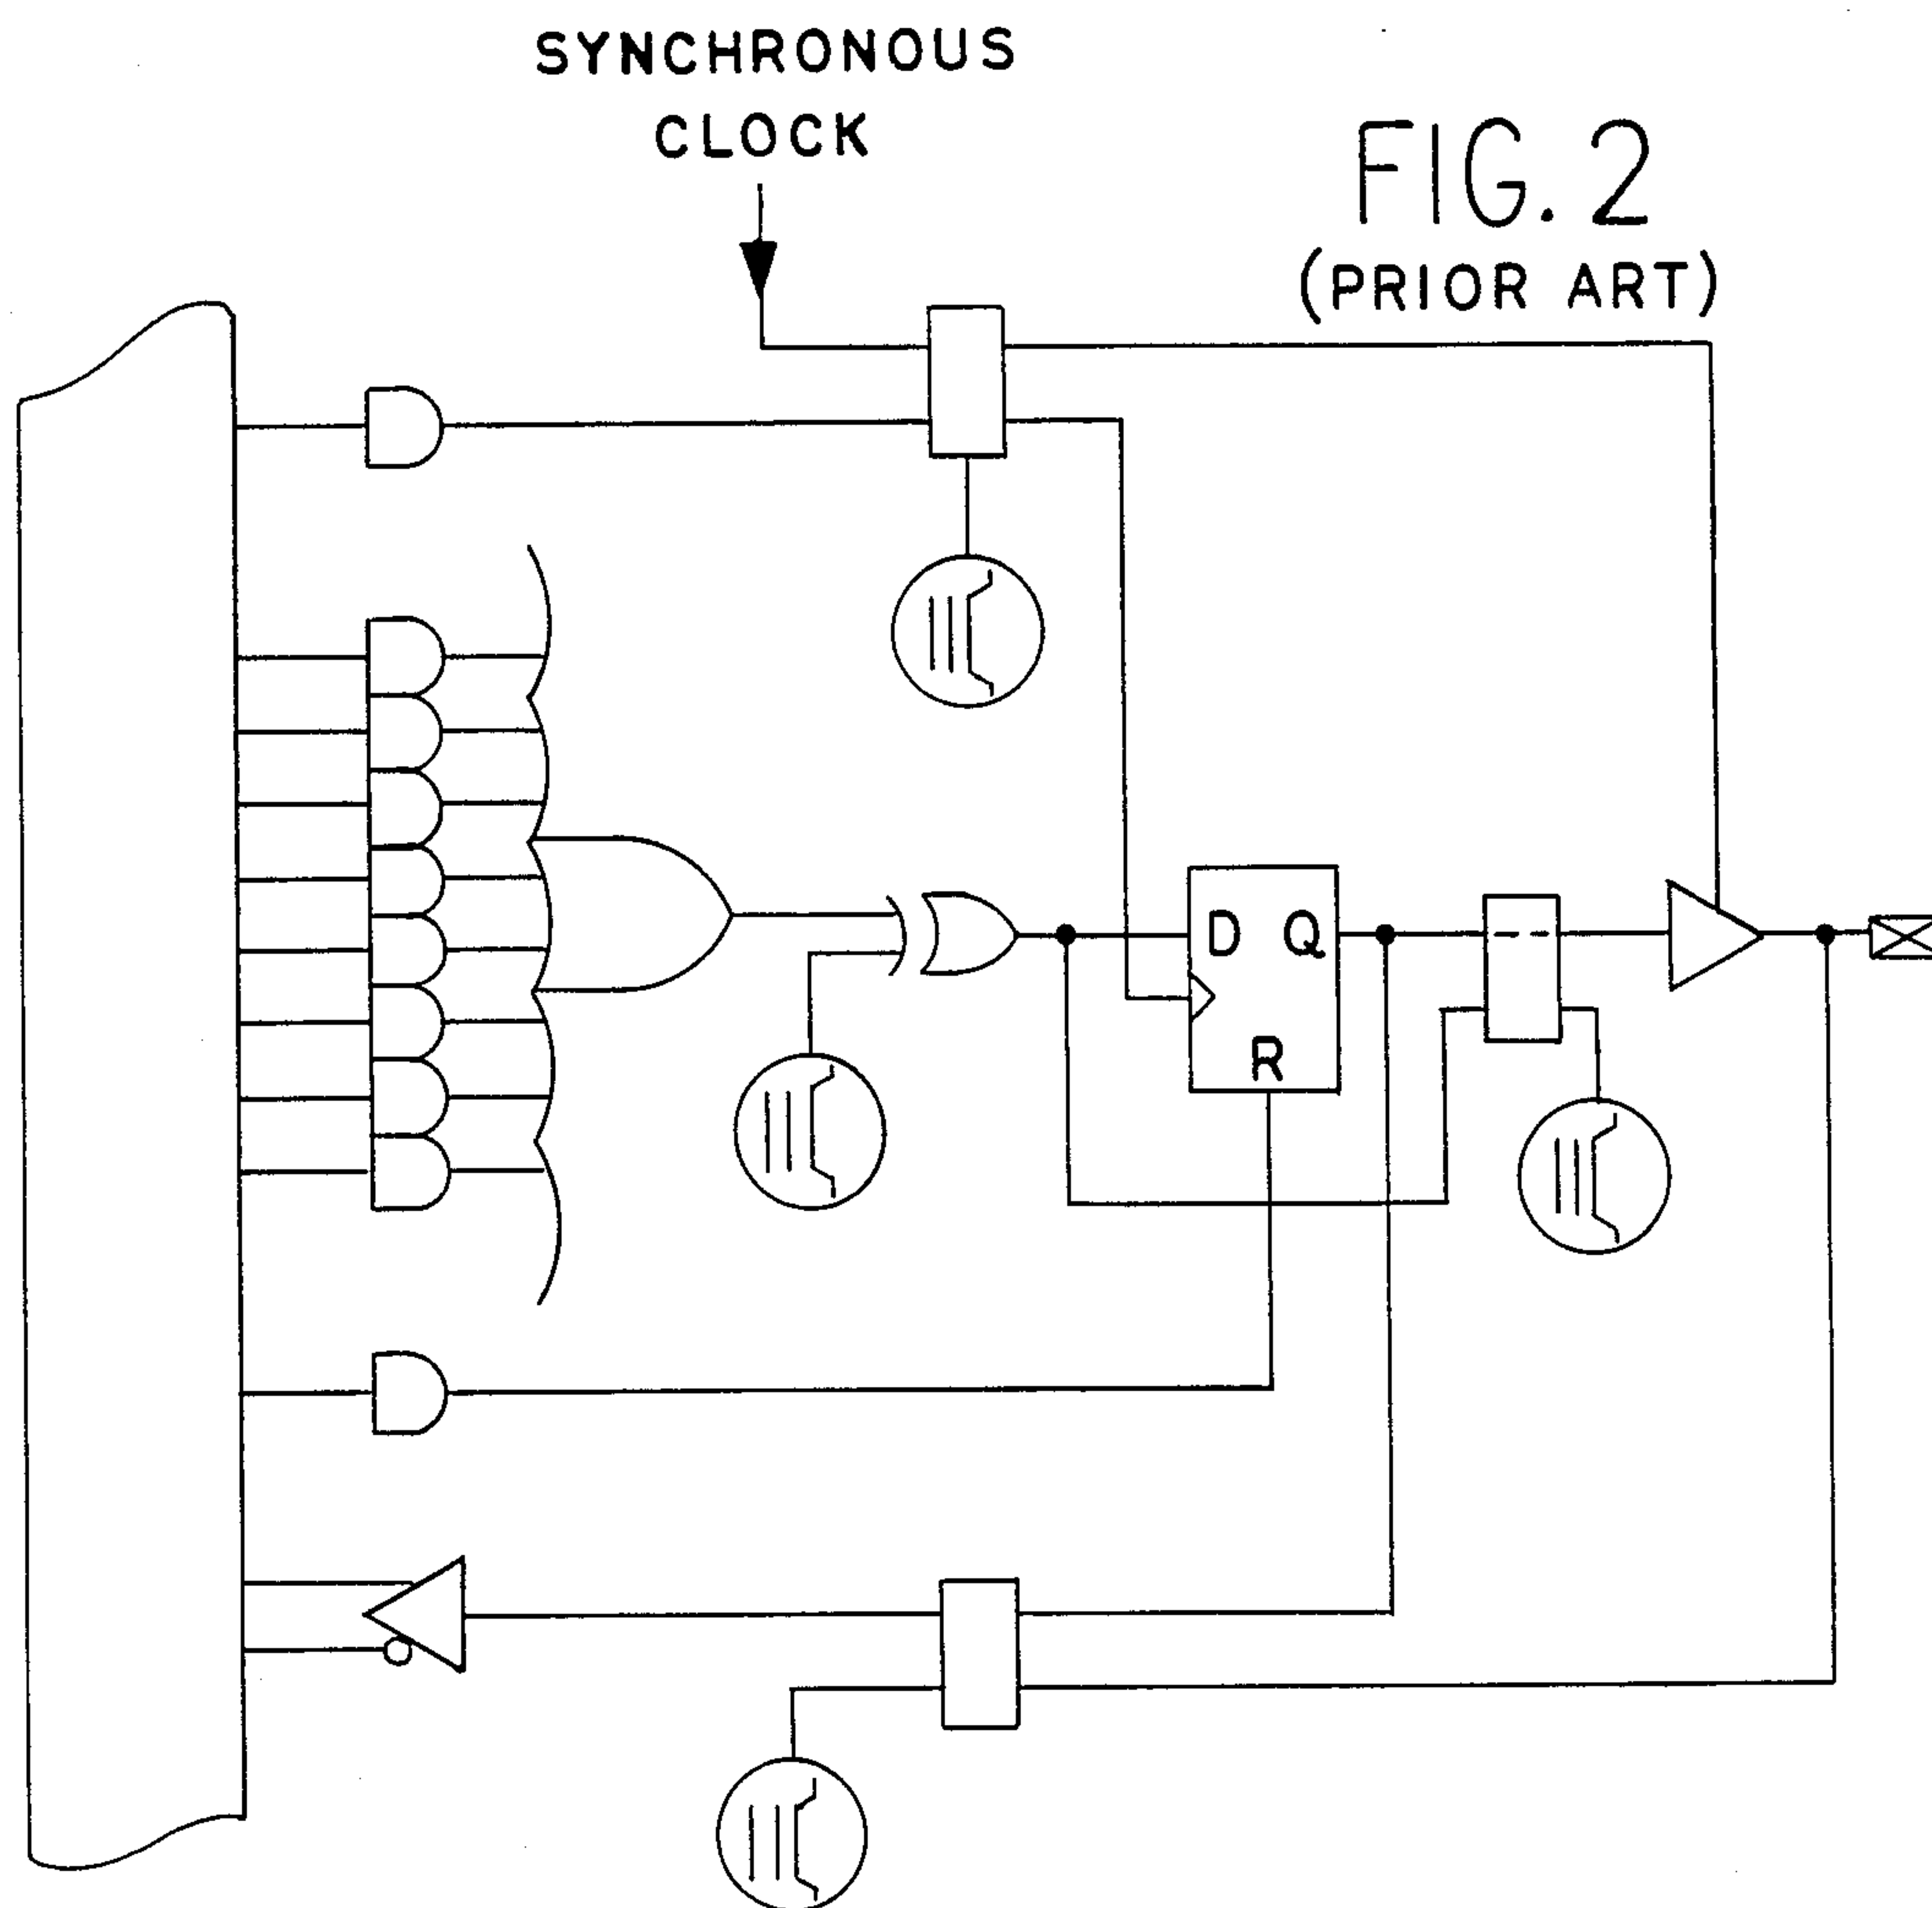 SYNCHRONOUS
CLOCK
FIG. 2
(PRIOR ART)
D Q
R